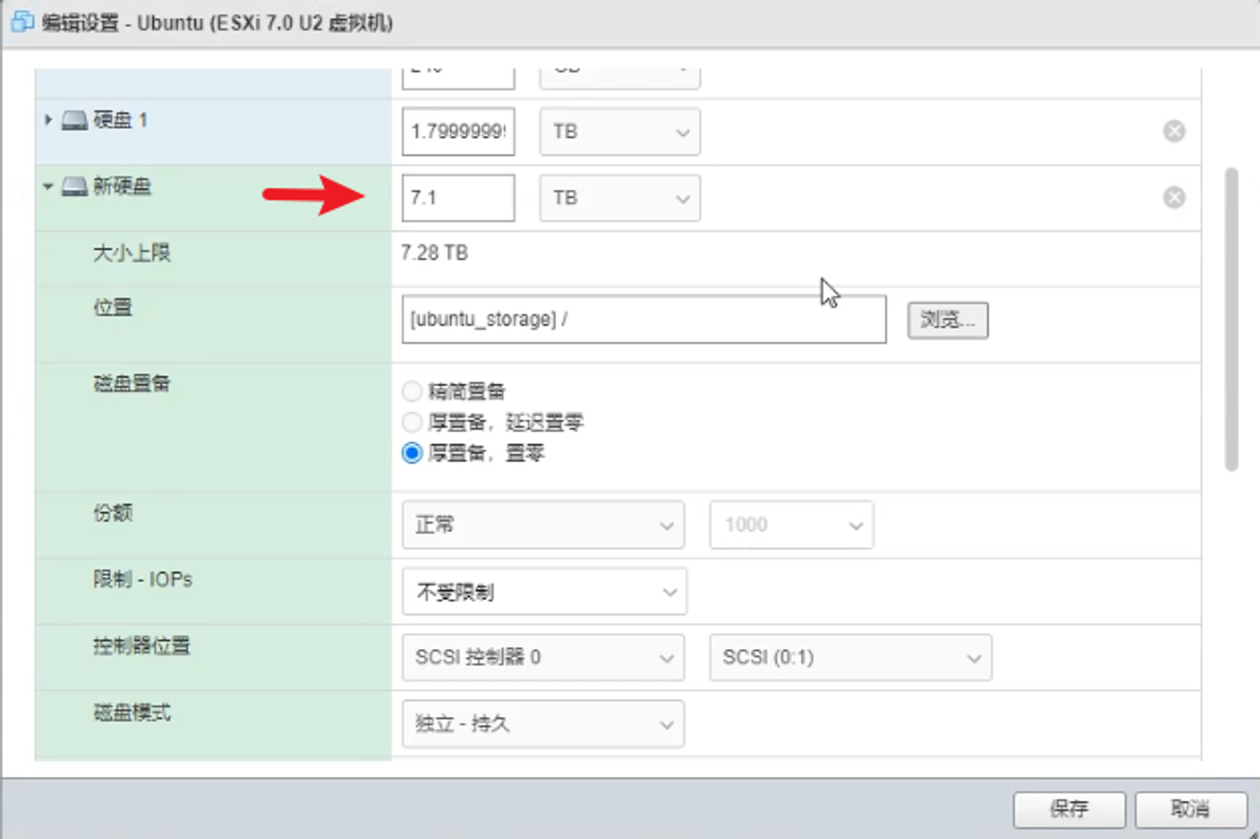 编辑设置 - Ubuntu (ESXi 7.0 U2 虚拟机)
硬盘 1 1.7999999 TB
新硬盘 7.1 TB
大小上限 7.28 TB
位置 [ubuntu_storage] / 浏览...
磁盘置备 精简置备
厚置备，延迟置零
厚置备，置零
份额 正常 1000
限制 - IOPs 不受限制
控制器位置 SCSI 控制器 0 SCSI (0:1)
磁盘模式 独立 - 持久
保存 取消